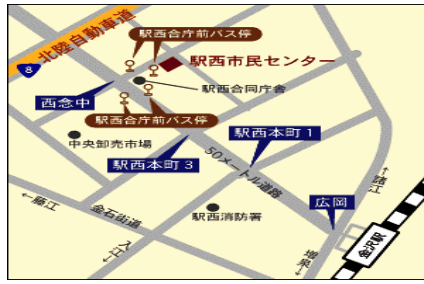 駅西合庁前バス停
北陸自動車道
8
駅西市民センター
駅西合同庁舎
西念中
駅西合庁前バス停
駅西本町1
中央卸売市場
駅西本町3
50メートル道路
←諸江
←藤江
金石街道
駅西消防署
広岡
入江→
増泉→
金沢駅